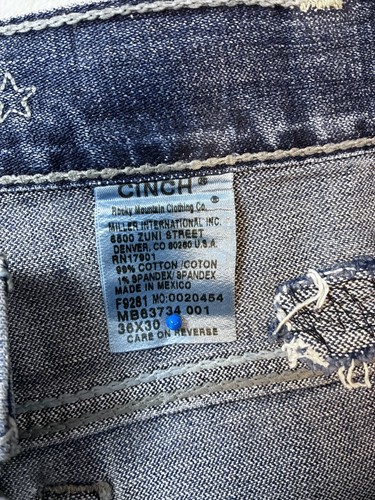 CINCH®
Rocky Mountain Clothing Co.®
MILLER INTERNATIONAL INC.
8500 ZUNI STREET
DENVER, CO 80260 U.S.A.
RN17901
99% COTTON/COTON
1% SPANDEX/SPANDEX
MADE IN MEXICO
F9281 MO:0020454
MB63734 001
36X30
CARE ON REVERSE